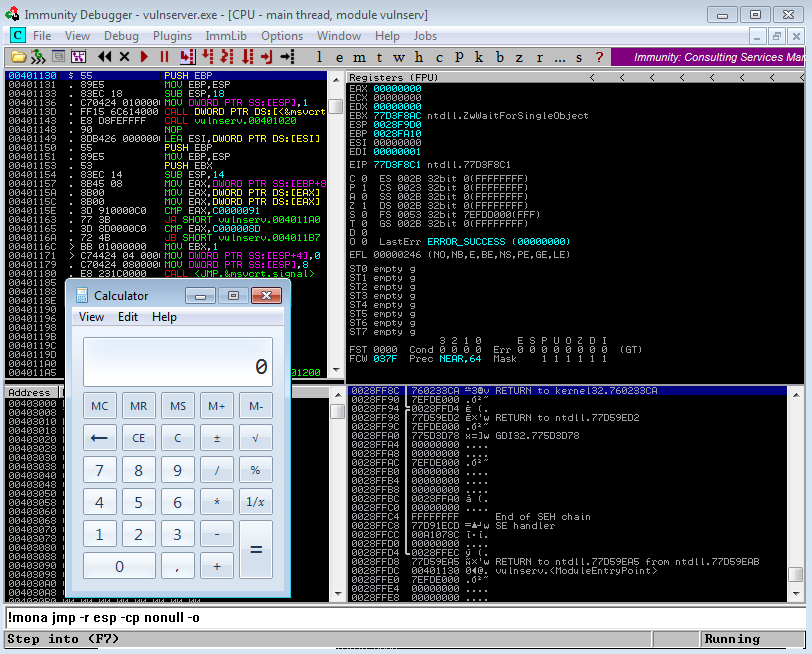 Immunity Debugger - vulnserver.exe - [CPU - main thread, module vulnserv]
C File View Debug Plugins ImmLib Options Window Help Jobs
l e m t w h c p k b z r ... s ? Immunity: Consulting Services Man
00401130 $ 55 PUSH EBP
00401131 . 89E5 MOV EBP,ESP
00401133 . 83EC 18 SUB ESP,18
00401136 . C70424 010000 MOV DWORD PTR SS:[ESP],1
0040113D . FF15 6C614000 CALL DWORD PTR DS:[<&msvcrt
00401143 . E8 D8FEFFFF CALL vulnserv.00401020
00401148 . 90 NOP
00401149 . 8DB426 000000 LEA ESI,DWORD PTR DS:[ESI]
00401150 . 55 PUSH EBP
00401151 . 89E5 MOV EBP,ESP
00401153 . 53 PUSH EBX
00401154 . 83EC 14 SUB ESP,14
00401157 . 8B45 08 MOV EAX,DWORD PTR SS:[EBP+8
0040115A . 8B00 MOV EAX,DWORD PTR DS:[EAX]
0040115C . 8B00 MOV EAX,DWORD PTR DS:[EAX]
0040115E . 3D 910000C0 CMP EAX,C0000091
00401163 . 77 3B JA SHORT vulnserv.004011A0
00401165 . 3D 8D0000C0 CMP EAX,C000008D
0040116A . 72 4B JB SHORT vulnserv.004011B7
0040116C > BB 01000000 MOV EBX,1
00401171 . C74424 04 000 MOV DWORD PTR SS:[ESP+4],0
00401179 . C70424 080000 MOV DWORD PTR SS:[ESP],8
00401180 . E8 231C0000 CALL <JMP.&msvcrt.signal>
00401185
00401188
0040118E
00401190
00401193
00401198
0040119B
0040119D
004011A0
004011A5
01200
Registers (FPU) < < < < < < < <
EAX 00000000
ECX 00000000
EDX 00000000
EBX 77D3F8AC ntdll.ZwWaitForSingleObject
ESP 0028F9D0
EBP 0028FA10
ESI 00000000
EDI 00000001
EIP 77D3F8C1 ntdll.77D3F8C1
C 0 ES 002B 32bit 0(FFFFFFFF)
P 1 CS 0023 32bit 0(FFFFFFFF)
A 0 SS 002B 32bit 0(FFFFFFFF)
Z 1 DS 002B 32bit 0(FFFFFFFF)
S 0 FS 0053 32bit 7EFDD000(FFF)
T 0 GS 002B 32bit 0(FFFFFFFF)
D 0
O 0 LastErr ERROR_SUCCESS (00000000)
EFL 00000246 (NO,NB,E,BE,NS,PE,GE,LE)
ST0 empty g
ST1 empty g
ST2 empty g
ST3 empty g
ST4 empty g
ST5 empty g
ST6 empty g
ST7 empty g
3 2 1 0 E S P U O Z D I
FST 0000 Cond 0 0 0 0 Err 0 0 0 0 0 0 0 0 (GT)
FCW 037F Prec NEAR,64 Mask 1 1 1 1 1 1
Calculator
View Edit Help
0
MC MR MS M+ M-
← CE C ± √
7 8 9 / %
4 5 6 * 1/x
1 2 3 - =
0 , +
Address
00403000
00403008
00403010
00403018
00403020
00403028
00403030
00403038
00403040
00403048
00403050
00403058
00403060
00403068
00403070
00403078
00403080
00403088
00403090
00403098
004030A0
004030A8
0028FF8C 760233CA RETURN to kernel32.760233CA
0028FF90 7EFDE000
0028FF94 0028FFD4
0028FF98 77D59ED2 RETURN to ntdll.77D59ED2
0028FF9C 7EFDE000
0028FFA0 775D3D78 x=]w GDI32.775D3D78
0028FFA4 00000000 ....
0028FFA8 00000000 ....
0028FFAC 7EFDE000
0028FFB0 00000000 ....
0028FFB4 00000000 ....
0028FFB8 00000000 ....
0028FFBC 0028FFA0
0028FFC0 00000000 ....
0028FFC4 FFFFFFFF End of SEH chain
0028FFC8 77D91ECD SE handler
0028FFCC 00A1078C
0028FFD0 00000000 ....
0028FFD4 0028FFEC
0028FFD8 77D59EA5 RETURN to ntdll.77D59EA5 from ntdll.77D59EAB
0028FFDC 00401130 vulnserv.<ModuleEntryPoint>
0028FFE0 7EFDE000
0028FFE4 00000000 ....
0028FFE8 00000000 ....
!mona jmp -r esp -cp nonull -o
Step into (F7) Running